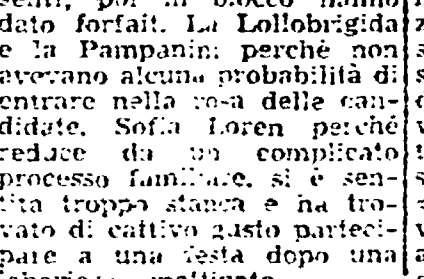 dato forfait. La Lollobrigida
e la Pampanini perchè non
avevano alcuna probabilità di
entrare nella rosa delle can-
didate. Sofia Loren perché
reduce da un complicato
processo familiare, si è sen-
tita troppo stanca e ha tro-
vato di cattivo gusto parteci-
pare a una festa dopo una